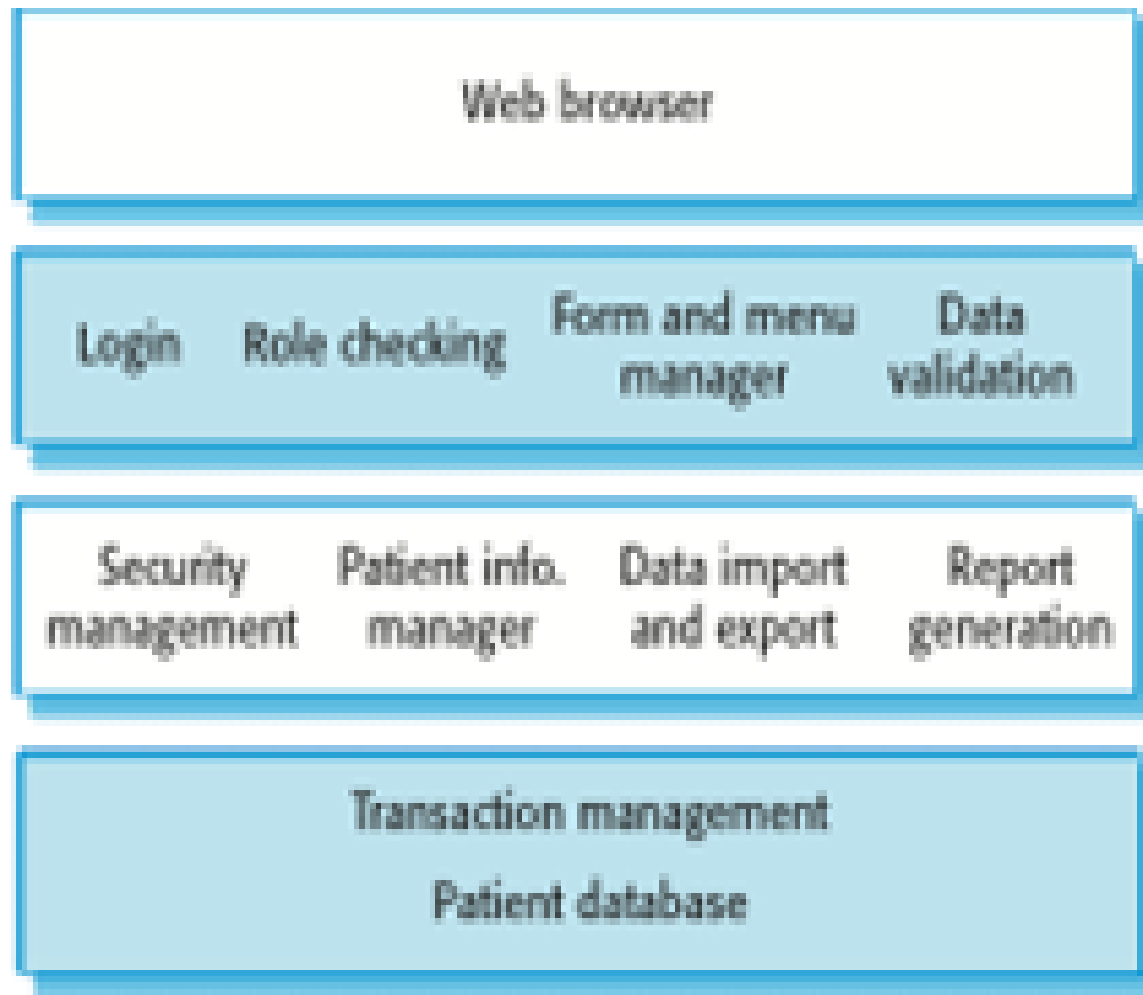 Web browser
Login Role checking Form and menu manager Data validation
Security management Patient info. manager Data import and export Report generation
Transaction management
Patient database